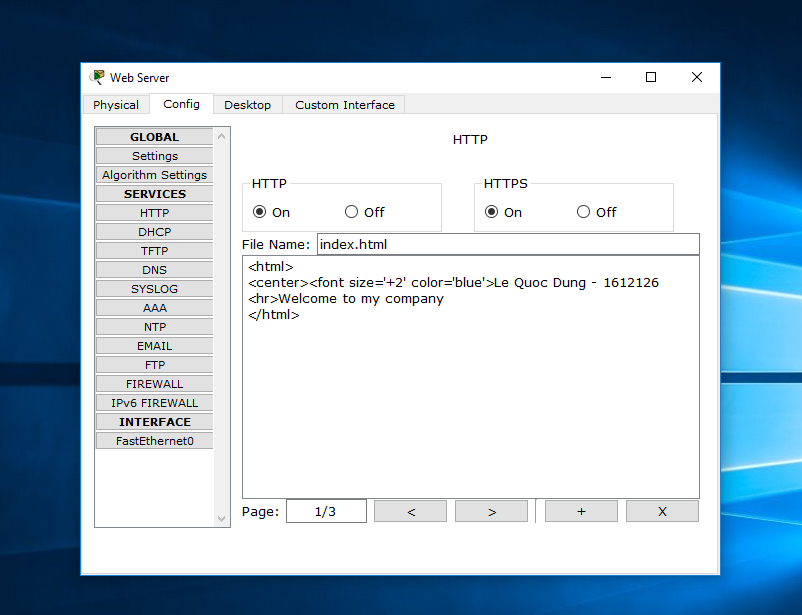 Web Server
Physical Config Desktop Custom Interface
GLOBAL
Settings
Algorithm Settings
SERVICES
HTTP
DHCP
TFTP
DNS
SYSLOG
AAA
NTP
EMAIL
FTP
FIREWALL
IPv6 FIREWALL
INTERFACE
FastEthernet0
HTTP
HTTP
On Off
HTTPS
On Off
File Name: index.html
<html>
<center><font size='+2' color='blue'>Le Quoc Dung - 1612126
<hr>Welcome to my company
</html>
Page: 1/3 < > + X